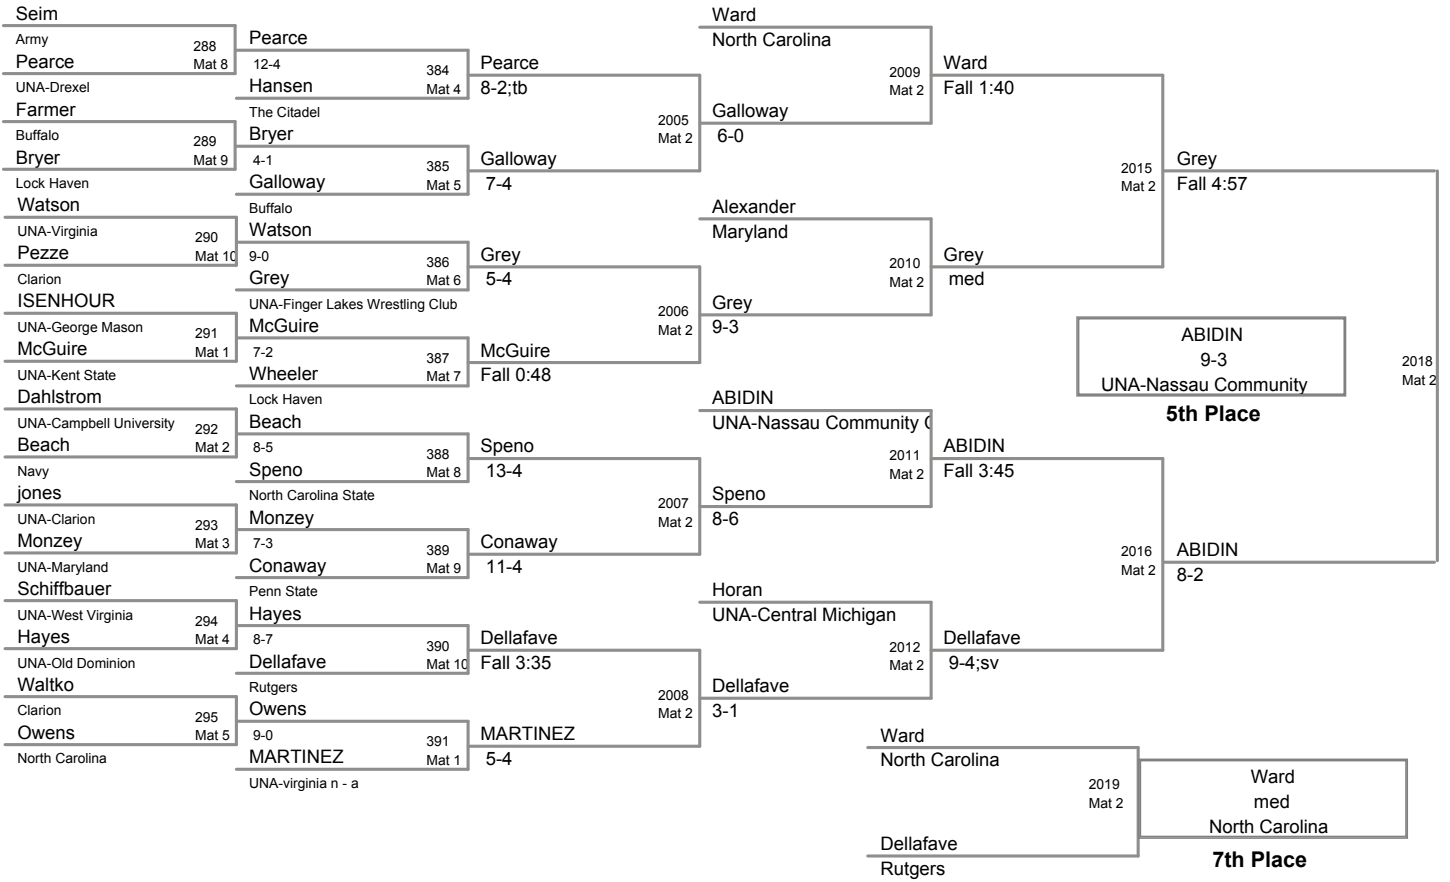 Seim
Army
288
Pearce
Mat 8
UNA-Drexel
Farmer
Buffalo
289
Bryer
Mat 9
Lock Haven
Watson
UNA-Virginia
290
Pezze
Mat 10
Clarion
ISENHOUR
UNA-George Mason
291
McGuire
Mat 1
UNA-Kent State
Dahlstrom
UNA-Campbell University
292
Beach
Mat 2
Navy
jones
UNA-Clarion
293
Monzey
Mat 3
UNA-Maryland
Schiffbauer
UNA-West Virginia
294
Hayes
Mat 4
UNA-Old Dominion
Waltko
Clarion
295
Owens
Mat 5
North Carolina
Pearce
12-4
384
Hansen
Mat 4
The Citadel
Bryer
4-1
385
Galloway
Mat 5
Buffalo
Watson
9-0
386
Grey
Mat 6
UNA-Finger Lakes Wrestling Club
McGuire
7-2
387
Wheeler
Mat 7
Lock Haven
Beach
8-5
388
Speno
Mat 8
North Carolina State
Monzey
7-3
389
Conaway
Mat 9
Penn State
Hayes
8-7
390
Dellafave
Mat 10
Rutgers
Owens
9-0
391
MARTINEZ
Mat 1
UNA-virginia n - a
Pearce
8-2;tb
2005
Mat 2
Galloway
7-4
Grey
5-4
2006
Mat 2
McGuire
Fall 0:48
Speno
13-4
2007
Mat 2
Conaway
11-4
Dellafave
Fall 3:35
2008
Mat 2
MARTINEZ
5-4
Ward
North Carolina
2009
Mat 2
Galloway
6-0
Alexander
Maryland
2010
Mat 2
Grey
9-3
ABIDIN
UNA-Nassau Community
2011
Mat 2
Speno
8-6
Horan
UNA-Central Michigan
2012
Mat 2
Dellafave
3-1
Ward
Fall 1:40
2015
Mat 2
Grey
med
ABIDIN
Fall 3:45
2016
Mat 2
Dellafave
9-4;sv
Grey
Fall 4:57
2018
Mat 2
ABIDIN
8-2
ABIDIN
9-3
UNA-Nassau Community
5th Place
Ward
North Carolina
2019
Mat 2
Dellafave
Rutgers
Ward
med
North Carolina
7th Place